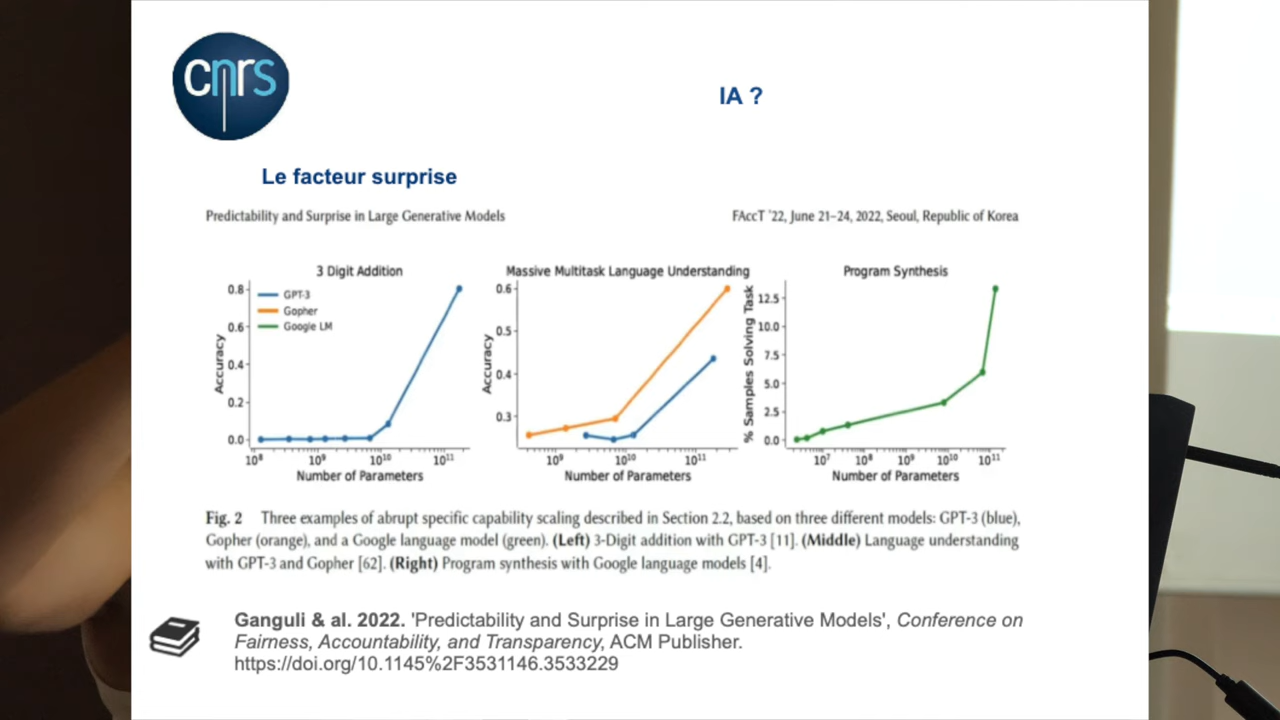 cnrs
IA ?
Le facteur surprise
Predictability and Surprise in Large Generative Models
FAccT '22, June 21–24, 2022, Seoul, Republic of Korea
3 Digit Addition
Massive Multitask Language Understanding
Program Synthesis
GPT-3
Gopher
Google LM
Accuracy
0.8
0.6
0.4
0.2
0.0
10⁸ 10⁹ 10¹⁰ 10¹¹
Number of Parameters
Accuracy
0.6
0.5
0.4
0.3
10⁹ 10¹⁰ 10¹¹
Number of Parameters
% Samples Solving Task
12.5
10.0
7.5
5.0
2.5
0.0
10⁷ 10⁸ 10⁹ 10¹⁰ 10¹¹
Number of Parameters
Fig. 2 Three examples of abrupt specific capability scaling described in Section 2.2, based on three different models: GPT-3 (blue),
Gopher (orange), and a Google language model (green). (Left) 3-Digit addition with GPT-3 [11]. (Middle) Language understanding
with GPT-3 and Gopher [62]. (Right) Program synthesis with Google language models [4].
Ganguli & al. 2022. 'Predictability and Surprise in Large Generative Models', Conference on
Fairness, Accountability, and Transparency, ACM Publisher.
https://doi.org/10.1145%2F3531146.3533229